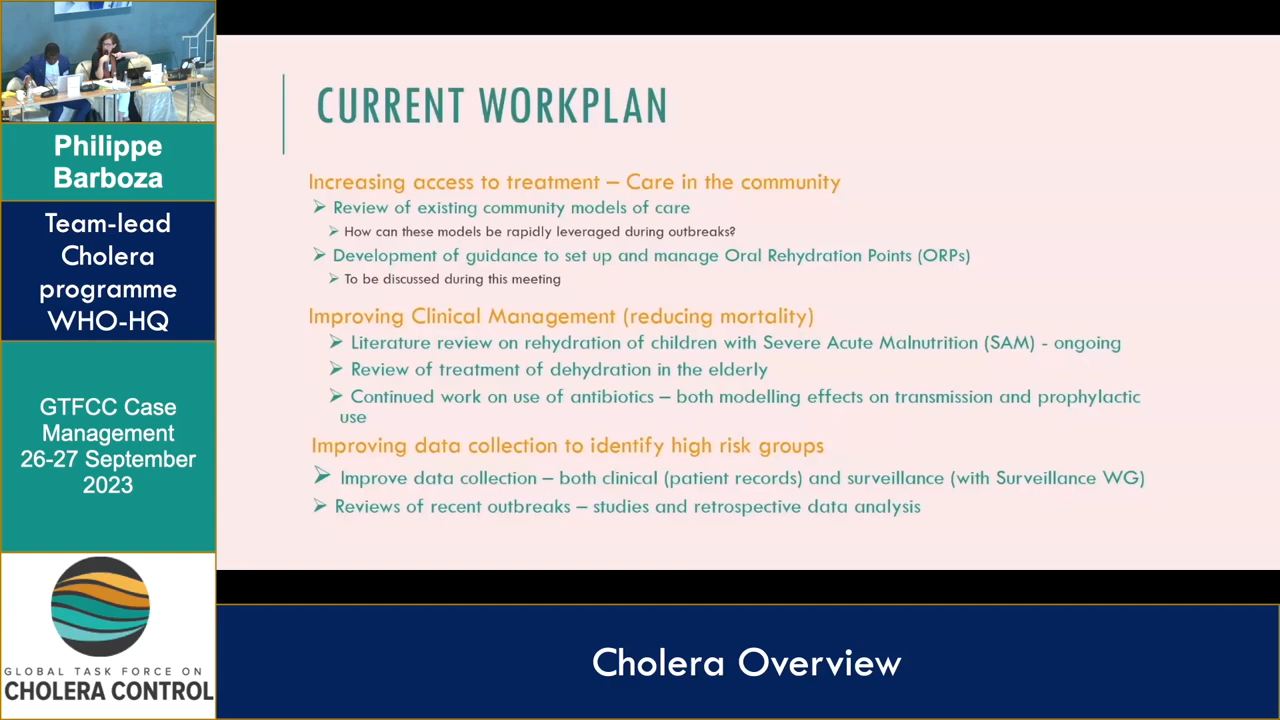 Philippe
Barboza
Team-lead
Cholera
programme
WHO-HQ
GTFCC Case
Management
26-27 September
2023
GLOBAL TASK FORCE ON
CHOLERA CONTROL
CURRENT WORKPLAN
Increasing access to treatment – Care in the community
➢ Review of existing community models of care
➢ How can these models be rapidly leveraged during outbreaks?
➢ Development of guidance to set up and manage Oral Rehydration Points (ORPs)
➢ To be discussed during this meeting
Improving Clinical Management (reducing mortality)
➢ Literature review on rehydration of children with Severe Acute Malnutrition (SAM) - ongoing
➢ Review of treatment of dehydration in the elderly
➢ Continued work on use of antibiotics – both modelling effects on transmission and prophylactic
use
Improving data collection to identify high risk groups
➢ Improve data collection – both clinical (patient records) and surveillance (with Surveillance WG)
➢ Reviews of recent outbreaks – studies and retrospective data analysis
Cholera Overview